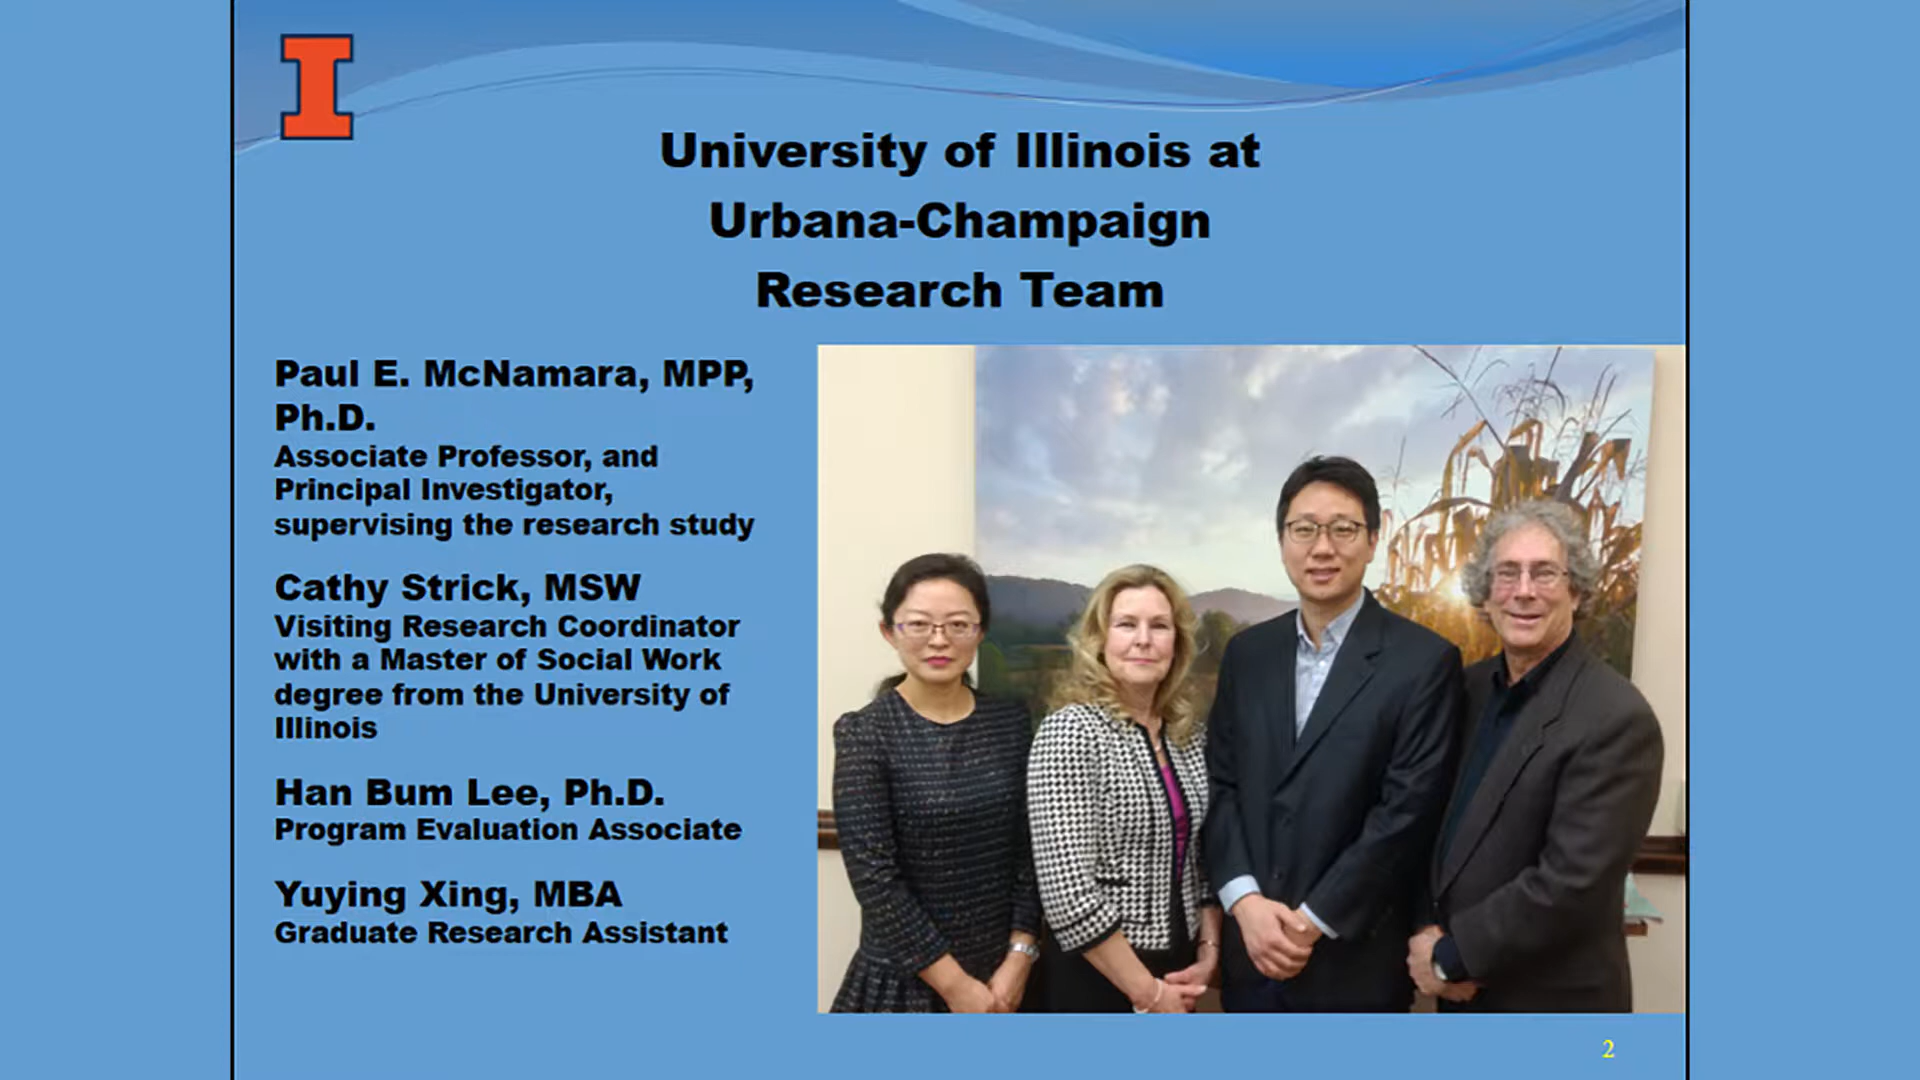 I
University of Illinois at
Urbana-Champaign
Research Team
Paul E. McNamara, MPP,
Ph.D.
Associate Professor, and
Principal Investigator,
supervising the research study
Cathy Strick, MSW
Visiting Research Coordinator
with a Master of Social Work
degree from the University of
Illinois
Han Bum Lee, Ph.D.
Program Evaluation Associate
Yuying Xing, MBA
Graduate Research Assistant
2